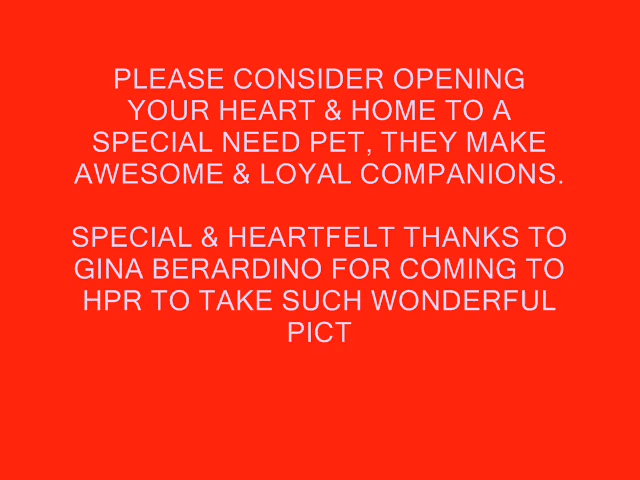 PLEASE CONSIDER OPENING
YOUR HEART & HOME TO A
SPECIAL NEED PET, THEY MAKE
AWESOME & LOYAL COMPANIONS.
SPECIAL & HEARTFELT THANKS TO
GINA BERARDINO FOR COMING TO
HPR TO TAKE SUCH WONDERFUL
PICT